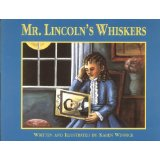 MR. LINCOLN'S WHISKERS
WRITTEN AND ILLUSTRATED BY KAREN WINNICK